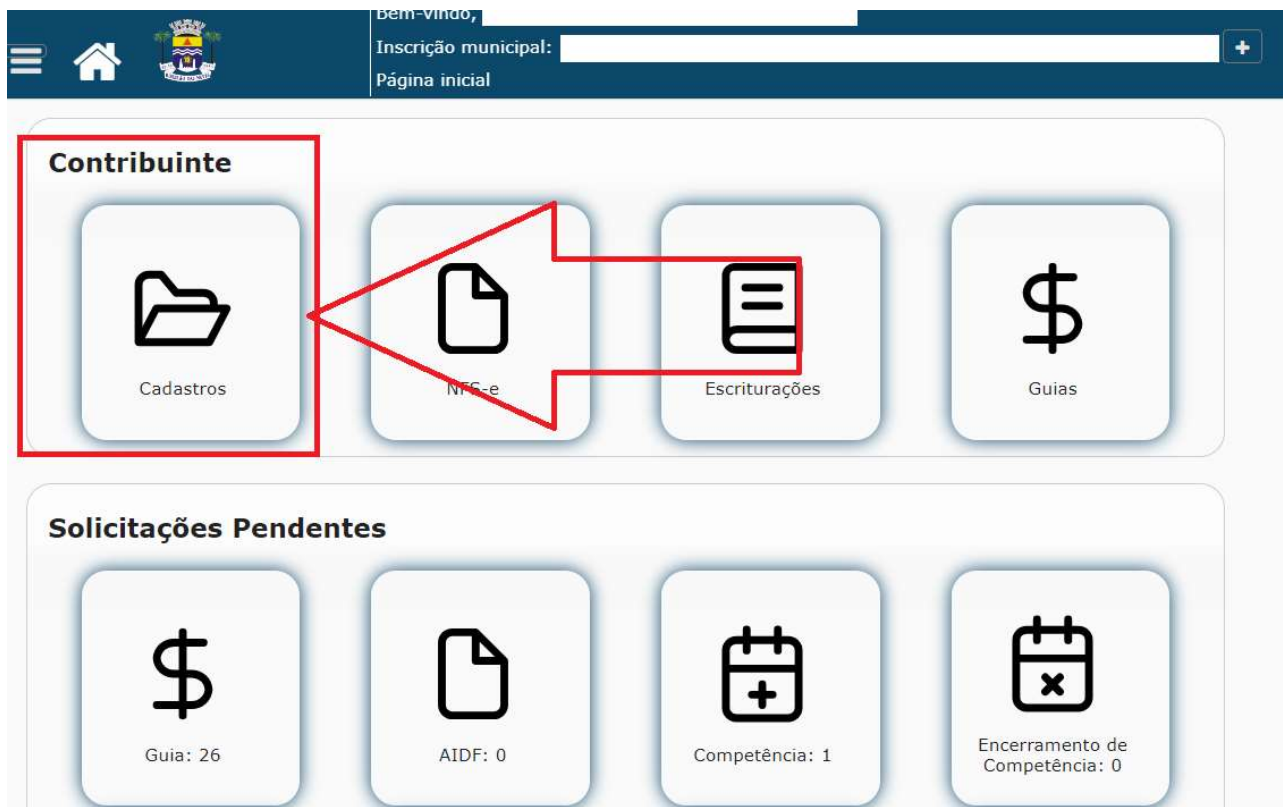 Bem-vindo,
Inscrição municipal:
Página inicial
Contribuinte
Cadastros
NFS-e
Escriturações
Guias
Solicitações Pendentes
Guia: 26
AIDF: 0
Competência: 1
Encerramento de
Competência: 0